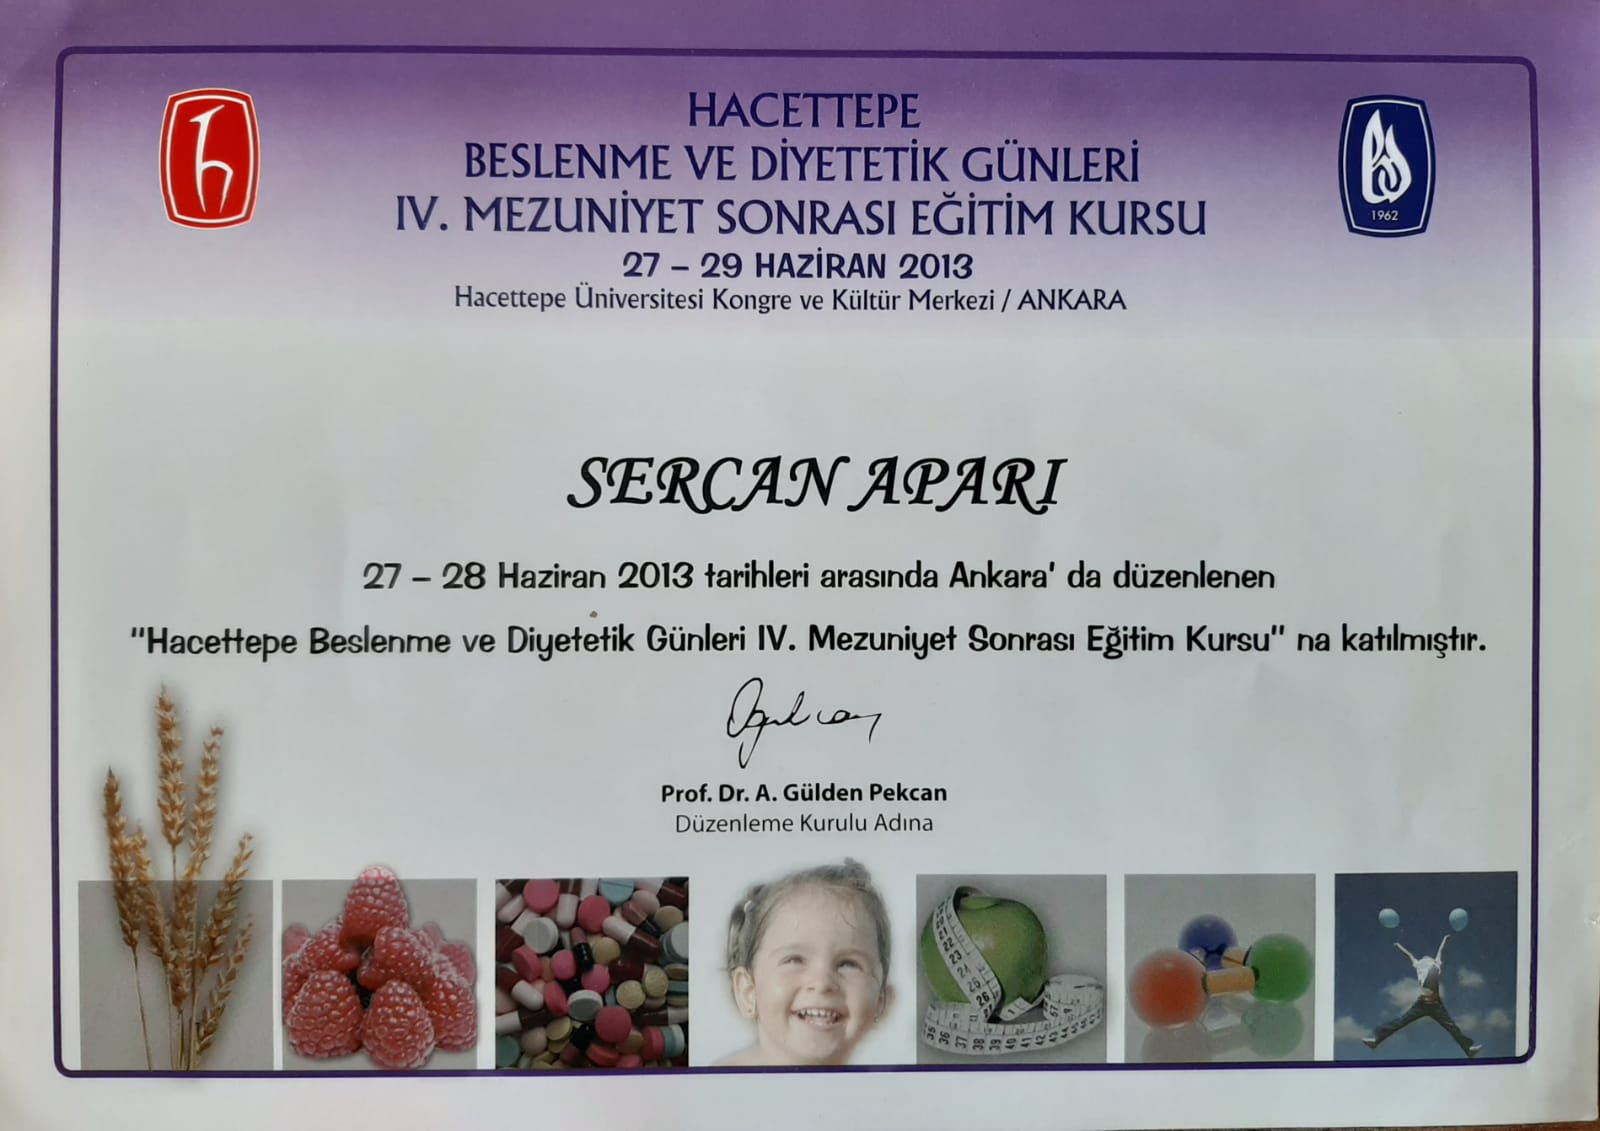 HACETTEPE
BESLENME VE DİYETETİK GÜNLERİ
IV. MEZUNİYET SONRASI EĞİTİM KURSU
27 – 29 HAZİRAN 2013
Hacettepe Üniversitesi Kongre ve Kültür Merkezi / ANKARA
1962
SERCAN APARI
27 – 28 Haziran 2013 tarihleri arasında Ankara' da düzenlenen
"Hacettepe Beslenme ve Diyetetik Günleri IV. Mezuniyet Sonrası Eğitim Kursu" na katılmıştır.
Prof. Dr. A. Gülden Pekcan
Düzenleme Kurulu Adına